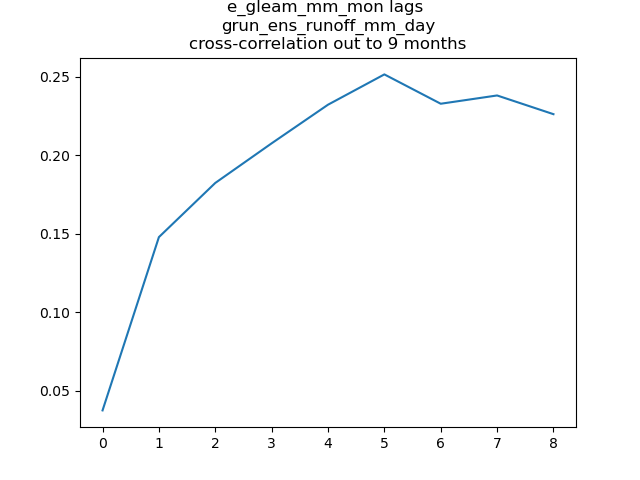 e_gleam_mm_mon lags
grun_ens_runoff_mm_day
cross-correlation out to 9 months
0.25
0.20
0.15
0.10
0.05
0 1 2 3 4 5 6 7 8